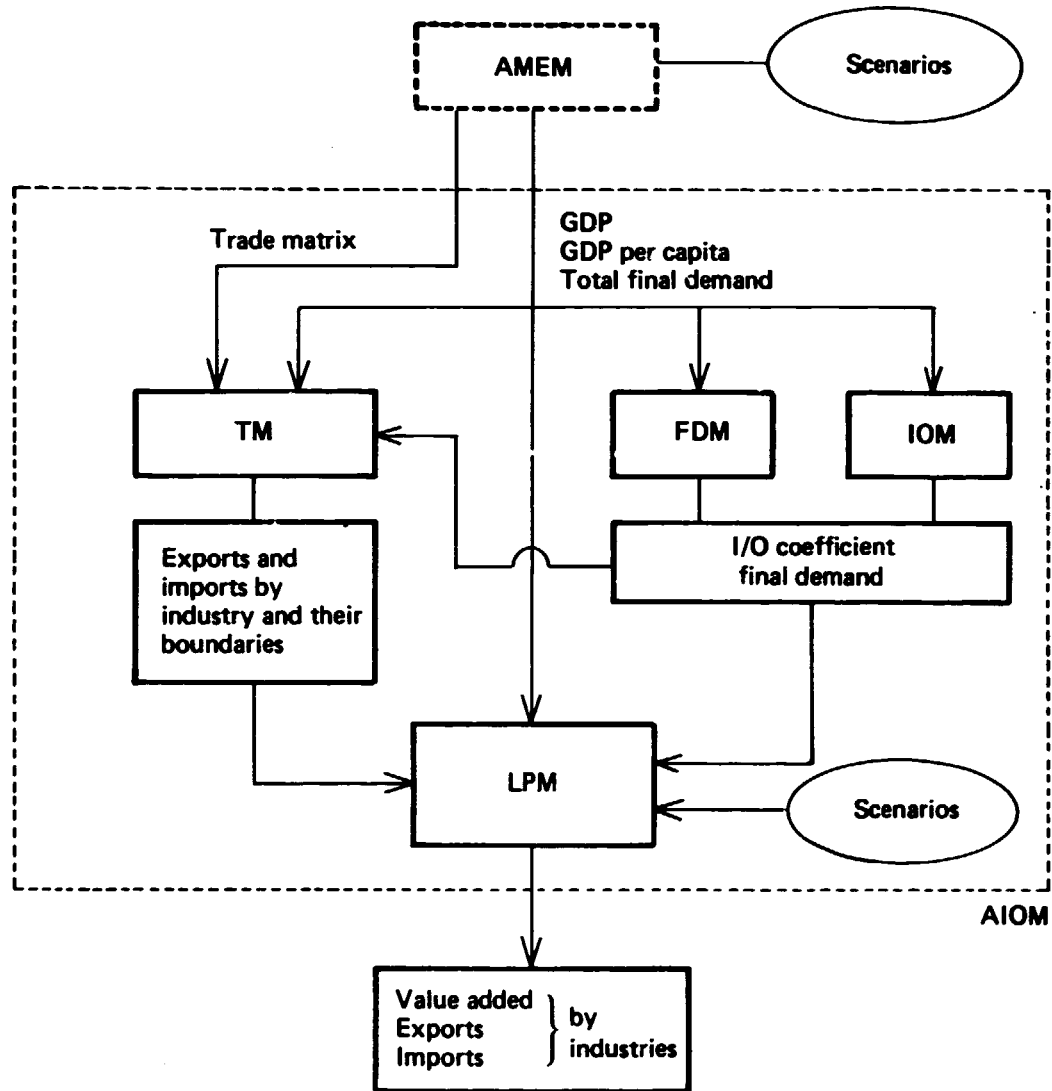 AMEM
Scenarios
Trade matrix
GDP
GDP per capita
Total final demand
TM
FDM
IOM
Exports and
imports by
industry and their
boundaries
I/O coefficient
final demand
LPM
Scenarios
AIOM
Value added
Exports
Imports
by
industries